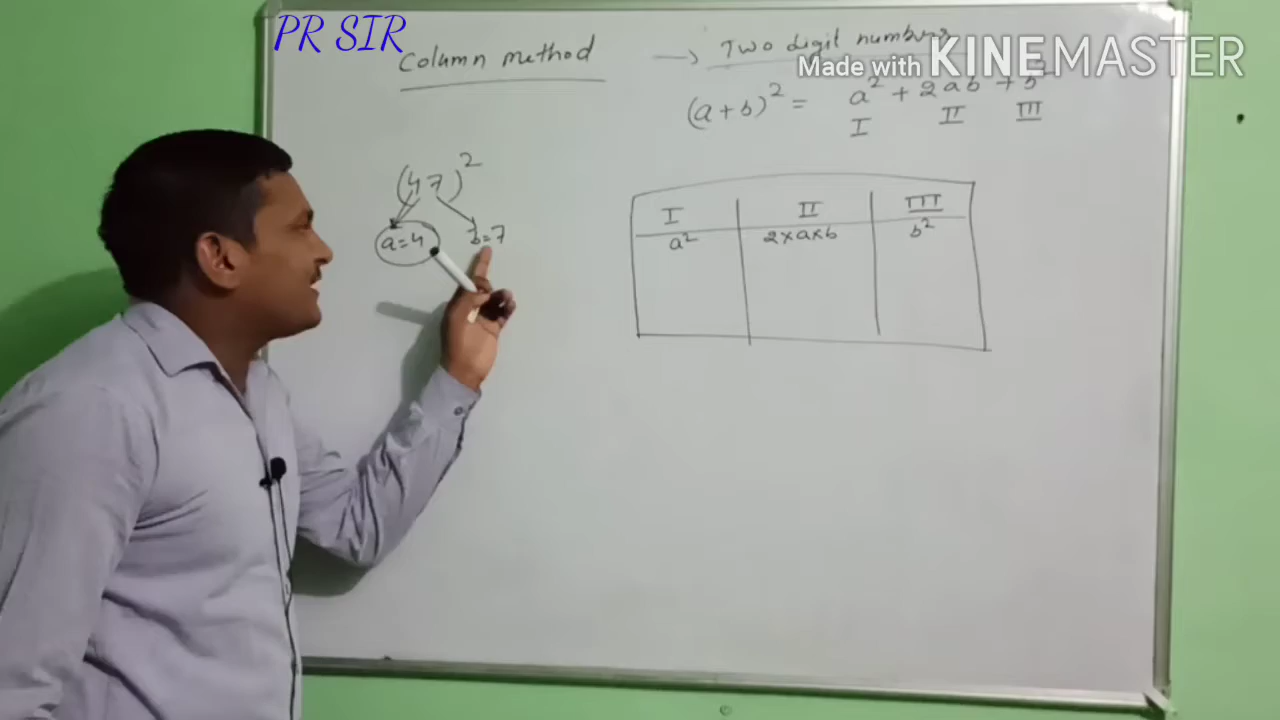 PR SIR
Column method → Two digit numbers
Made with KINEMASTER
(a+b)² = a² + 2ab + b²
I II III
(47)²
a=4 b=7
I II III
a² 2×a×b b²